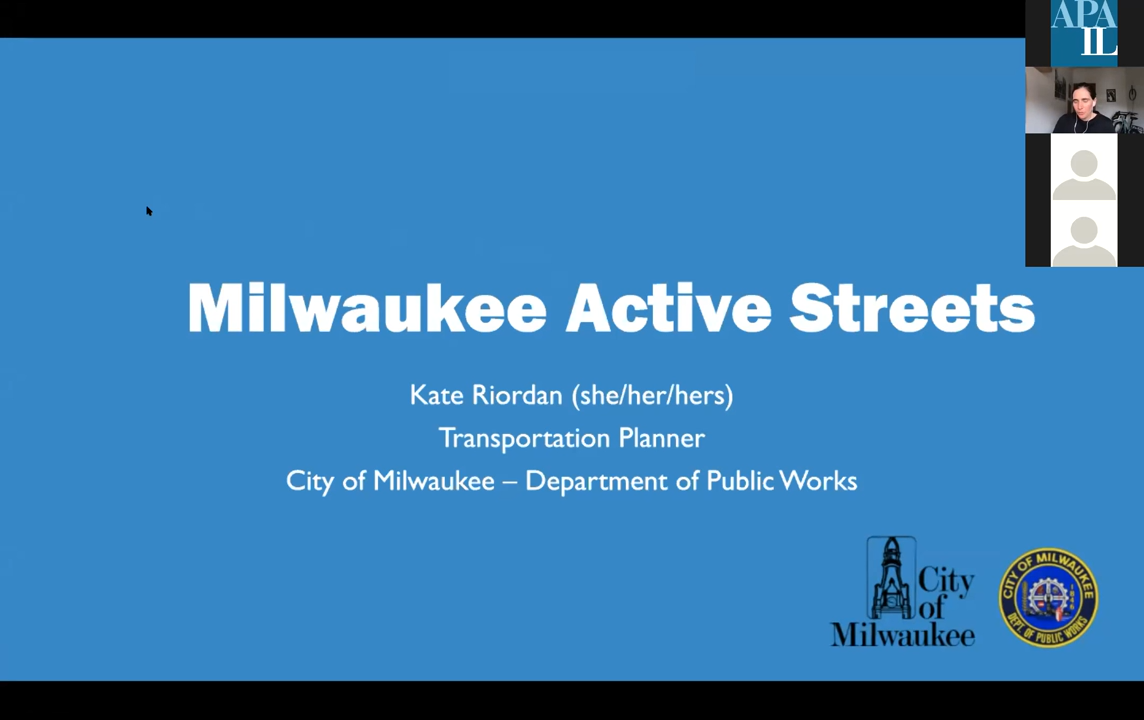 APA
IL
Milwaukee Active Streets
Kate Riordan (she/her/hers)
Transportation Planner
City of Milwaukee – Department of Public Works
City
of
Milwaukee
CITY OF MILWAUKEE
1846
DEPT. OF PUBLIC WORKS